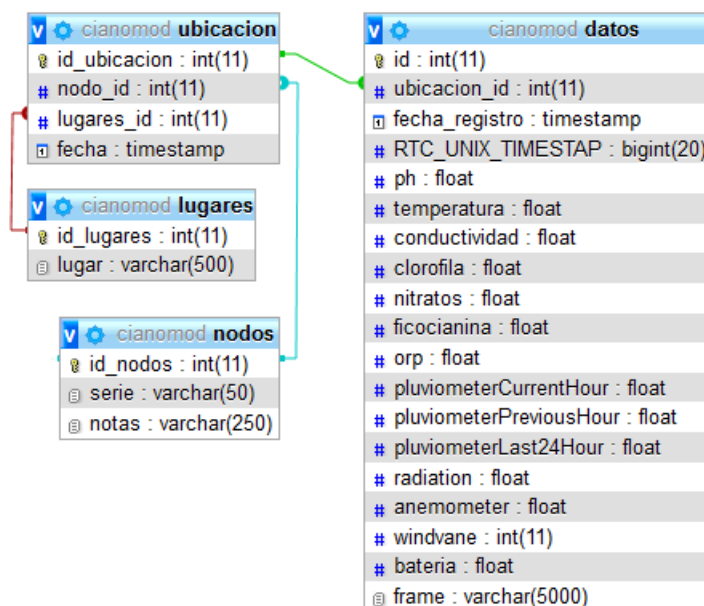 cianomod ubicacion
id_ubicacion : int(11)
nodo_id : int(11)
lugares_id : int(11)
fecha : timestamp
cianomod lugares
id_lugares : int(11)
lugar : varchar(500)
cianomod nodos
id_nodos : int(11)
serie : varchar(50)
notas : varchar(250)
cianomod datos
id : int(11)
ubicacion_id : int(11)
fecha_registro : timestamp
RTC_UNIX_TIMESTAP : bigint(20)
ph : float
temperatura : float
conductividad : float
clorofila : float
nitratos : float
ficocianina : float
orp : float
pluviometerCurrentHour : float
pluviometerPreviousHour : float
pluviometerLast24Hour : float
radiation : float
anemometer : float
windvane : int(11)
bateria : float
frame : varchar(5000)